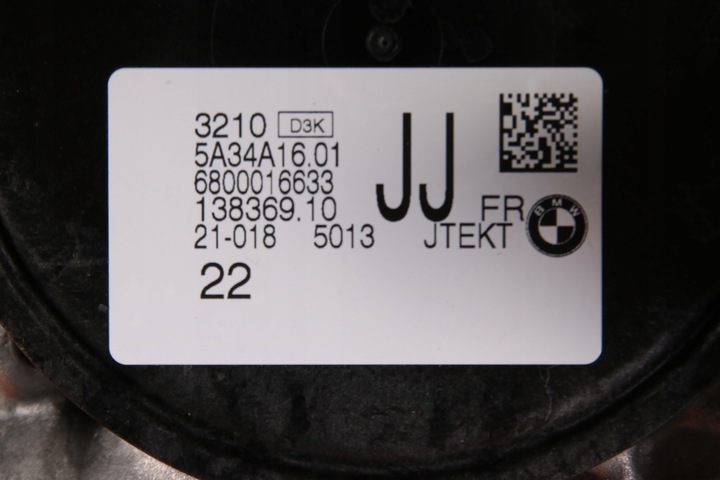 3210 D3K
5A34A16.01
6800016633
138369.10 JJ FR BMW
21-018 5013 JTEKT
22